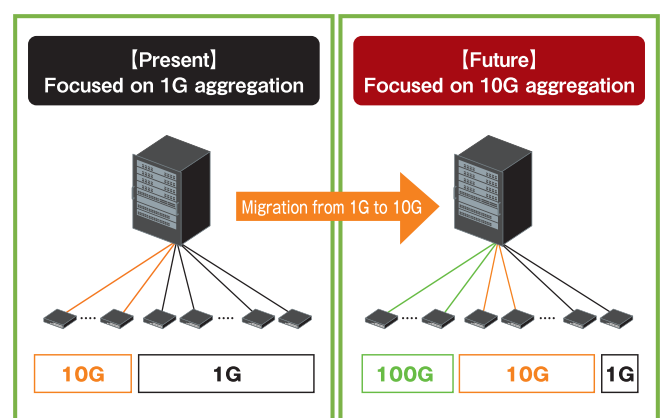 【Present】
Focused on 1G aggregation
【Future】
Focused on 10G aggregation
Migration from 1G to 10G
10G
1G
100G
10G
1G